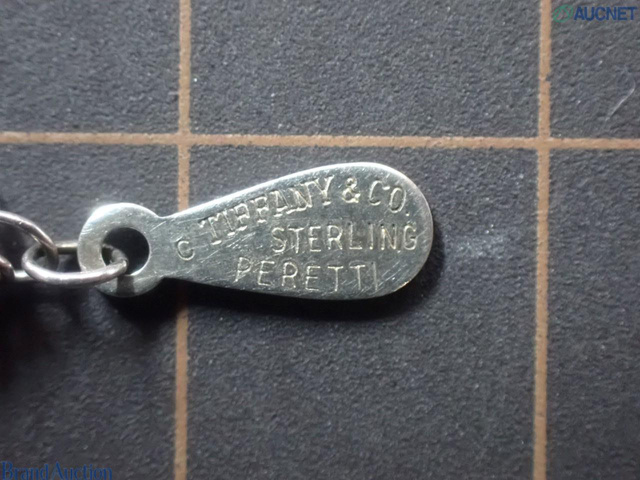 AUCNET
© TIFFANY & CO.
STERLING
PERETTI
Brand Auction